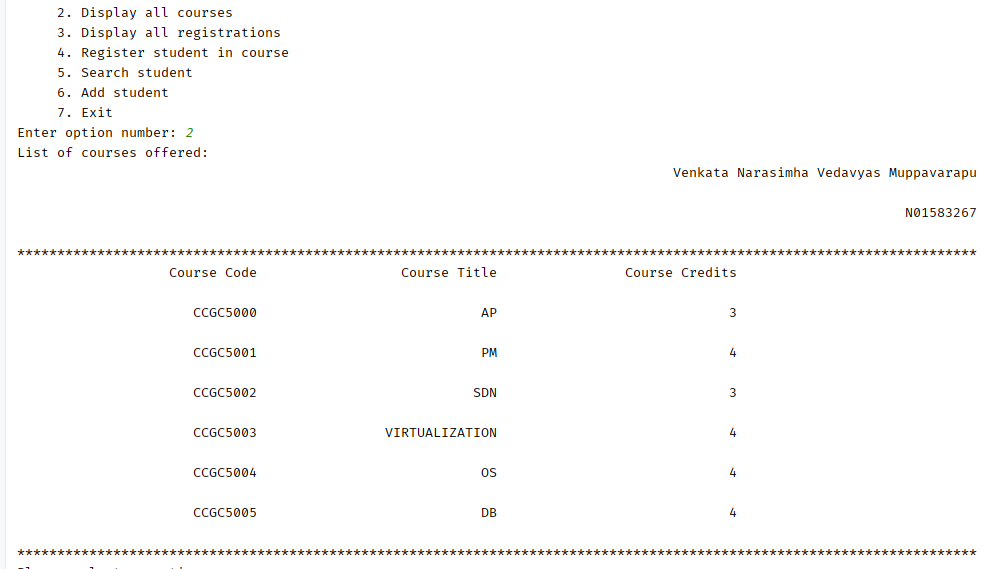 2. Display all courses
3. Display all registrations
4. Register student in course
5. Search student
6. Add student
7. Exit
Enter option number: 2
List of courses offered:
Venkata Narasimha Vedavyas Muppavarapu
N01583267
************************************************************************************************************************
Course Code Course Title Course Credits
CCGC5000 AP 3
CCGC5001 PM 4
CCGC5002 SDN 3
CCGC5003 VIRTUALIZATION 4
CCGC5004 OS 4
CCGC5005 DB 4
************************************************************************************************************************